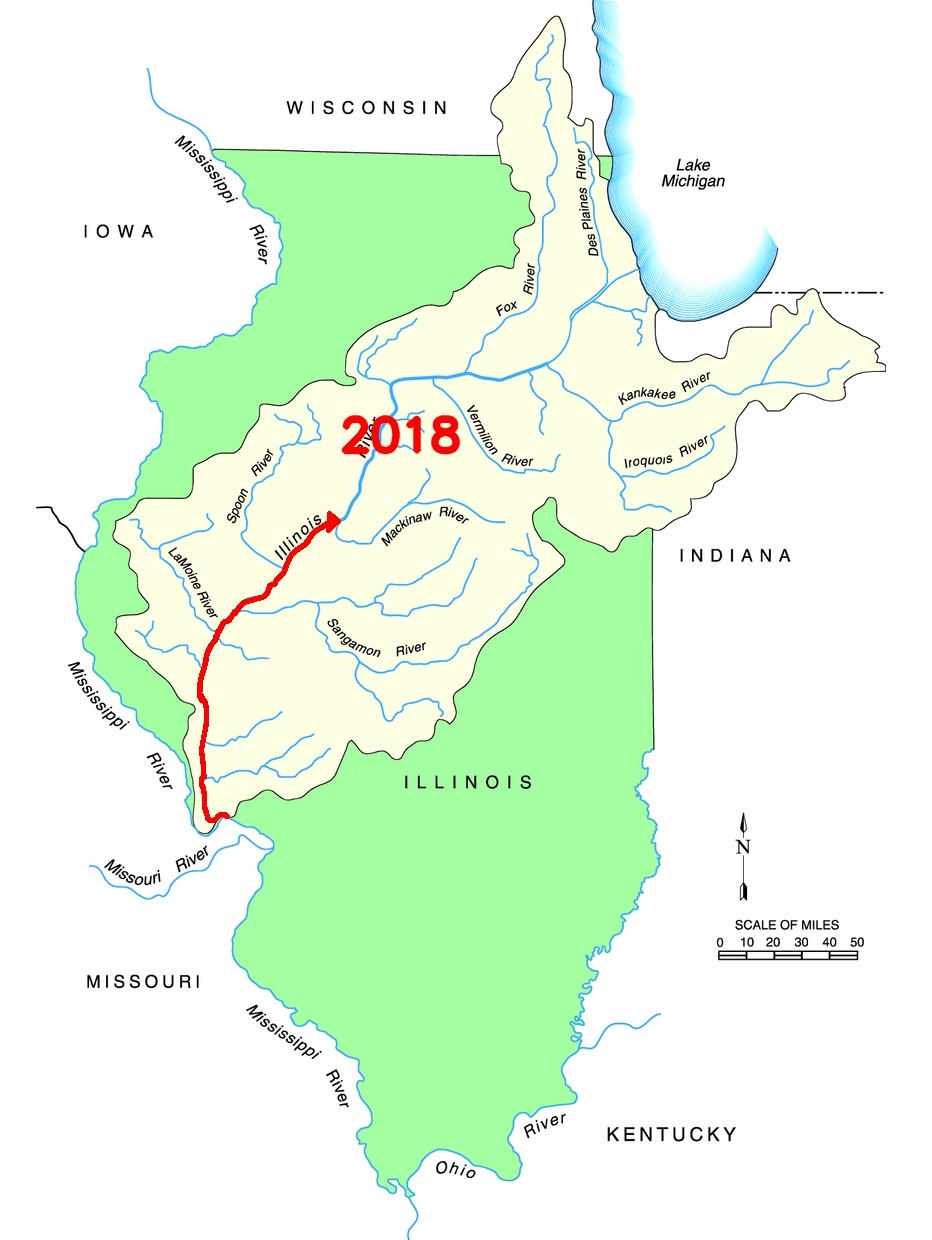 WISCONSIN
Mississippi
River
IOWA
Lake
Michigan
Des Plaines River
Fox
River
Kankakee River
2018
River
Vermilion River
Iroquois River
Spoon River
Illinois
Mackinaw River
LaMoine River
INDIANA
Sangamon River
Mississippi
River
ILLINOIS
Missouri River
N
SCALE OF MILES
0 10 20 30 40 50
MISSOURI
Mississippi
River
Ohio
River
KENTUCKY